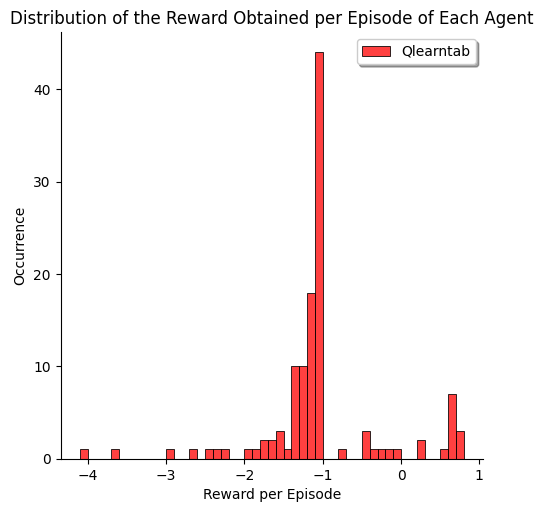 Distribution of the Reward Obtained per Episode of Each Agent
Qlearntab
40
30
20
10
0
Occurrence
−4
−3
−2
−1
0
1
Reward per Episode